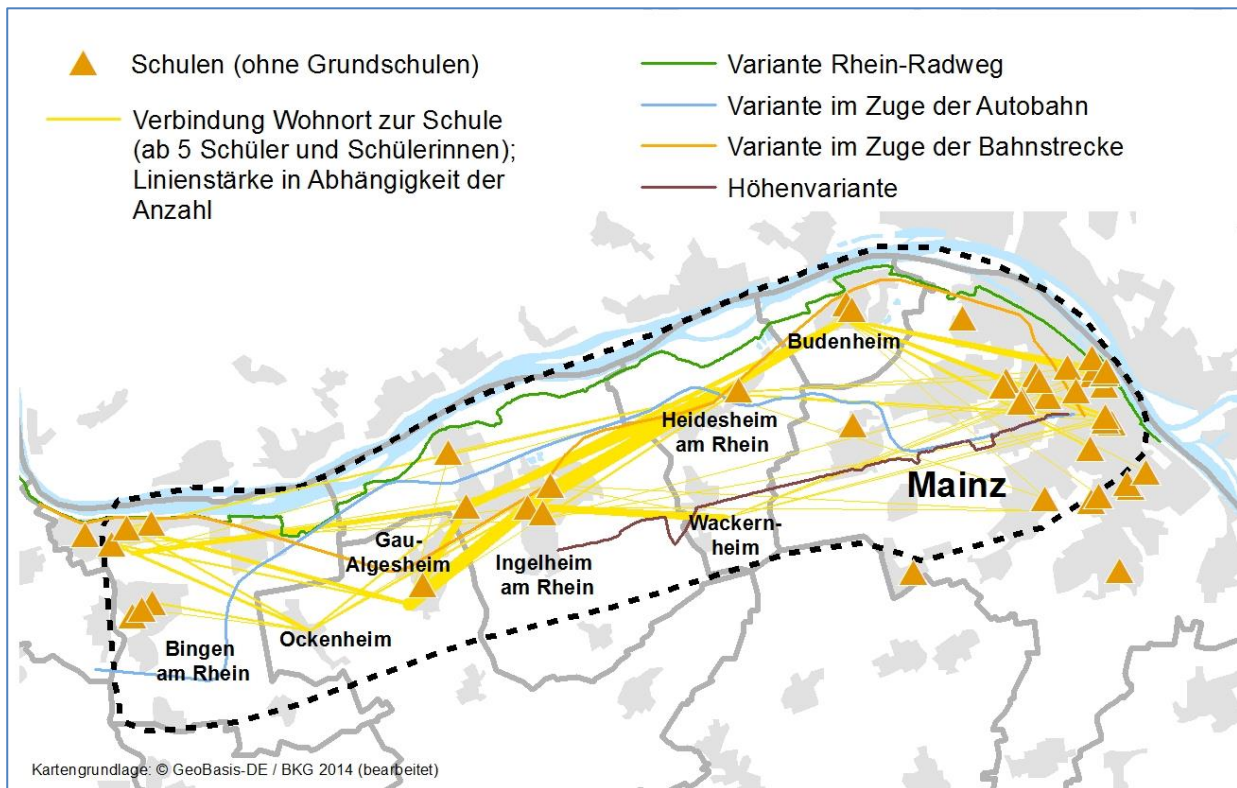 Schulen (ohne Grundschulen)
Verbindung Wohnort zur Schule
(ab 5 Schüler und Schülerinnen);
Linienstärke in Abhängigkeit der
Anzahl
Variante Rhein-Radweg
Variante im Zuge der Autobahn
Variante im Zuge der Bahnstrecke
Höhenvariante
Budenheim
Heidesheim
am Rhein
Mainz
Wackern-
heim
Gau-
Algesheim
Ingelheim
am Rhein
Ockenheim
Bingen
am Rhein
Kartengrundlage: © GeoBasis-DE / BKG 2014 (bearbeitet)